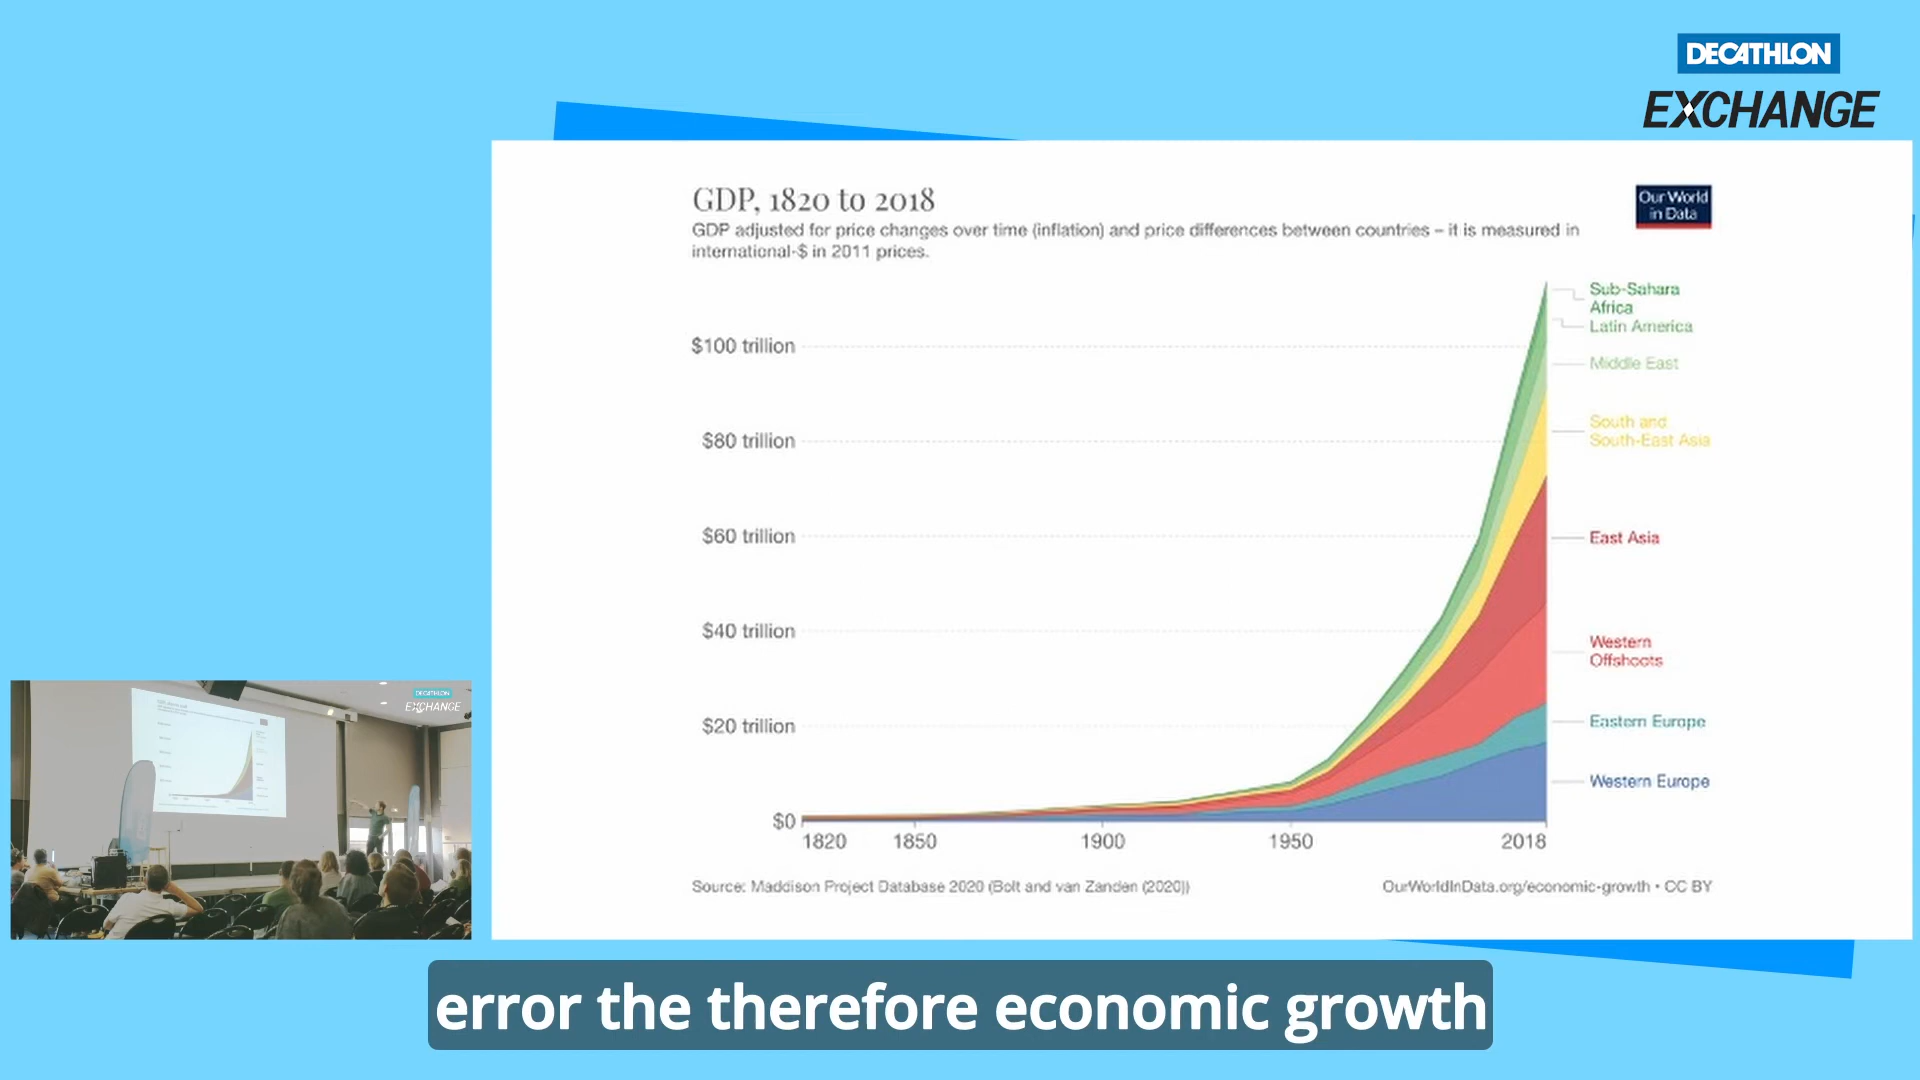 DECATHLON
EXCHANGE
GDP, 1820 to 2018
Our World
in Data
GDP adjusted for price changes over time (inflation) and price differences between countries – it is measured in
international-$ in 2011 prices.
Sub-Sahara
Africa
Latin America
$100 trillion
Middle East
South and
South-East Asia
$80 trillion
$60 trillion
East Asia
$40 trillion
Western
Offshoots
$20 trillion
Eastern Europe
Western Europe
$0
1820
1850
1900
1950
2018
Source: Maddison Project Database 2020 (Bolt and van Zanden (2020))
OurWorldInData.org/economic-growth • CC BY
DECATHLON
EXCHANGE
error the therefore economic growth